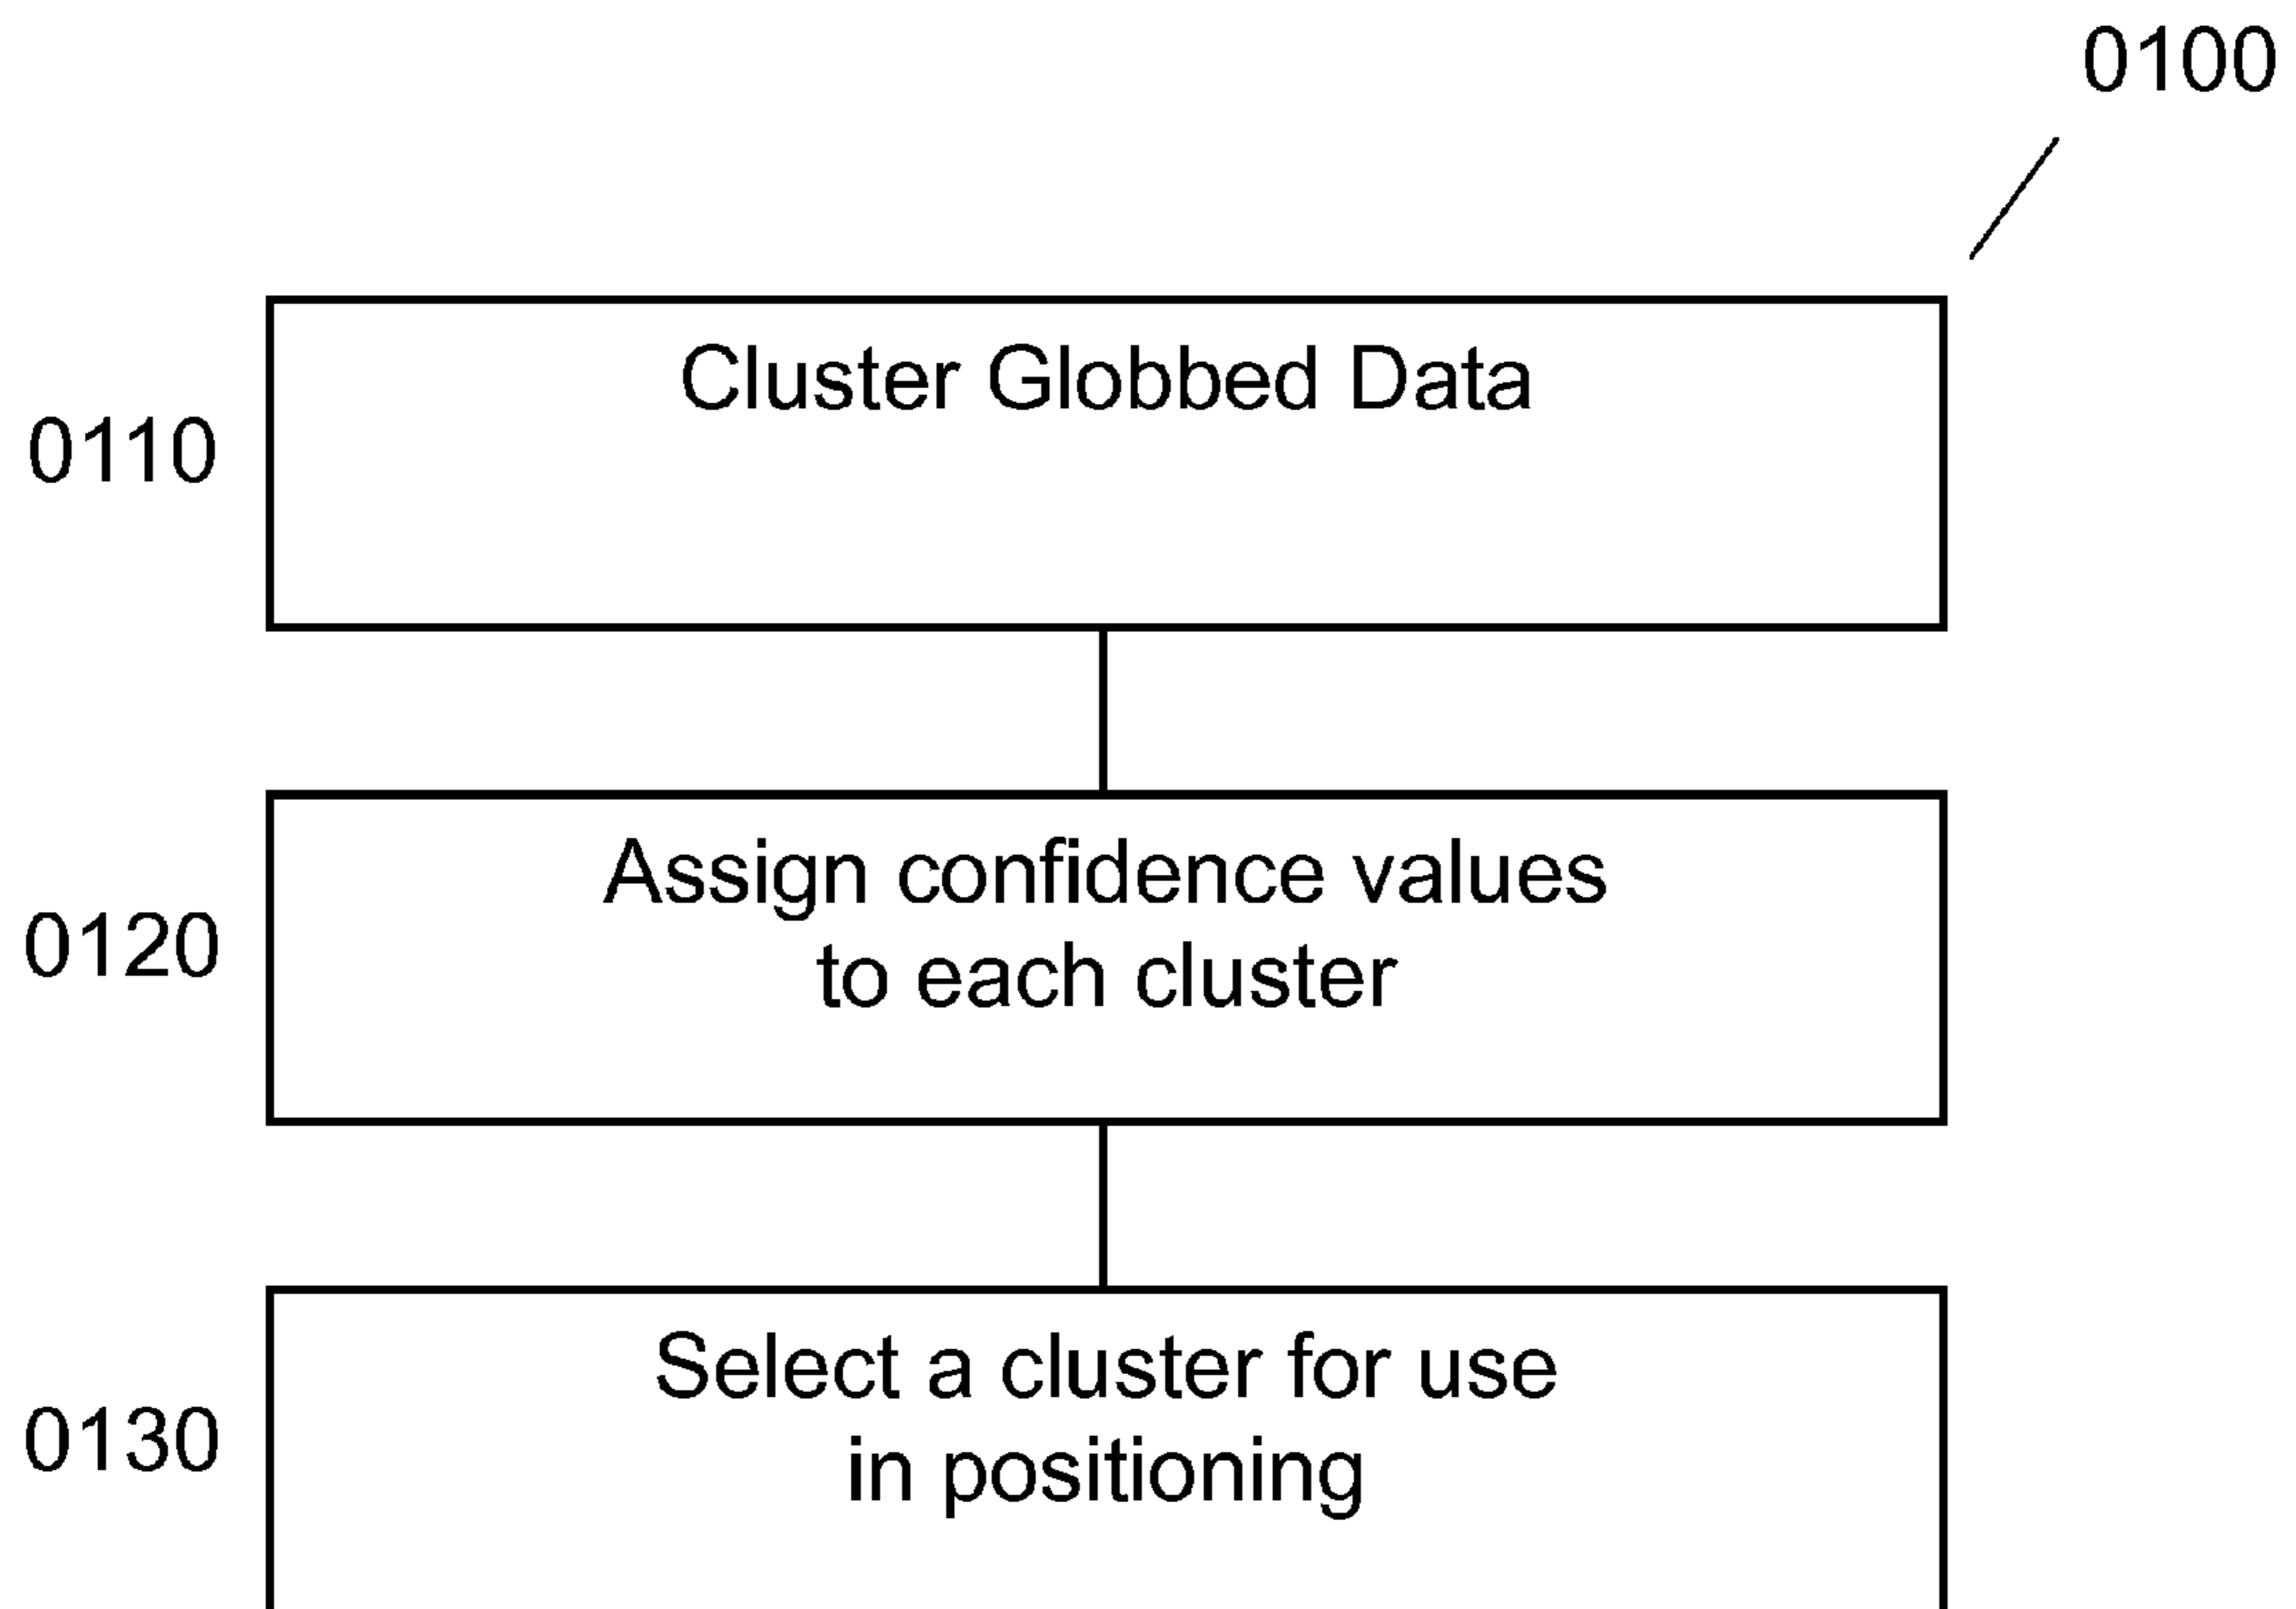 0100
Cluster Globbed Data
0110
Assign confidence values
to each cluster
0120
Select a cluster for use
in positioning
0130